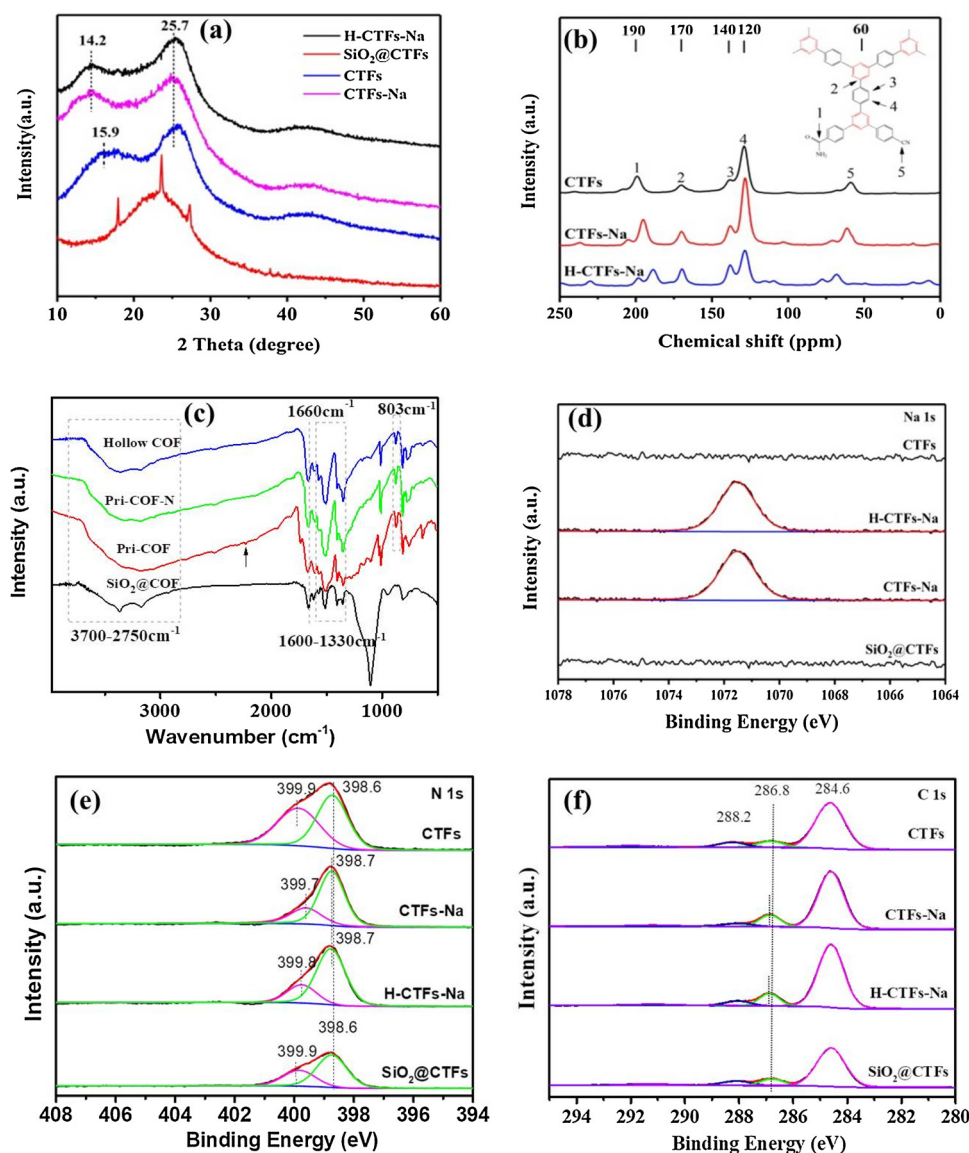 (a)
14.2
25.7
15.9
H-CTFs-Na
SiO₂@CTFs
CTFs
CTFs-Na
Intensity(a.u.)
10 20 30 40 50 60
2 Theta (degree)
(b)
190 170 140 120 60
2 3
4
1
O
NH₂
CN
5
CTFs
1 2 3 4 5
CTFs-Na
H-CTFs-Na
Intensity(a.u.)
250 200 150 100 50 0
Chemical shift (ppm)
(c)
1660cm⁻¹ 803cm⁻¹
Hollow COF
Pri-COF-N
Pri-COF
SiO₂@COF
3700-2750cm⁻¹ 1600-1330cm⁻¹
Intensity (a.u.)
3000 2000 1000
Wavenumber (cm⁻¹)
(d)
Na 1s
CTFs
H-CTFs-Na
CTFs-Na
SiO₂@CTFs
Intensity (a.u.)
1078 1076 1074 1072 1070 1068 1066 1064
Binding Energy (eV)
(e)
399.9 398.6 N 1s
CTFs
398.7
399.7
CTFs-Na
398.7
399.8
H-CTFs-Na
398.6
399.9
SiO₂@CTFs
Intensity (a.u.)
408 406 404 402 400 398 396 394
Binding Energy (eV)
(f)
288.2 286.8 284.6 C 1s
CTFs
CTFs-Na
H-CTFs-Na
SiO₂@CTFs
Intensity (a.u.)
294 292 290 288 286 284 282 280
Binding Energy (eV)